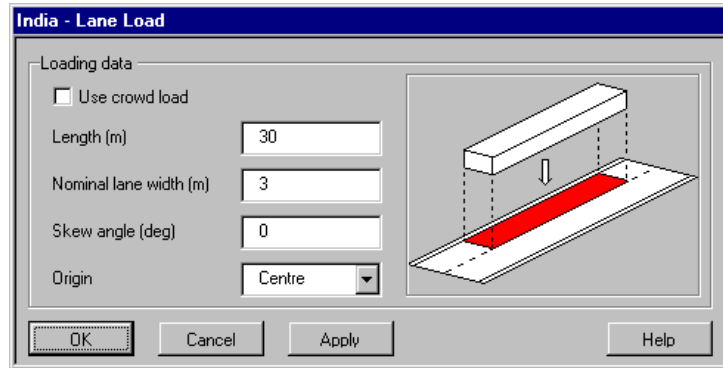 India - Lane Load
Loading data
Use crowd load
Length (m) 30
Nominal lane width (m) 3
Skew angle (deg) 0
Origin Centre
OK Cancel Apply Help